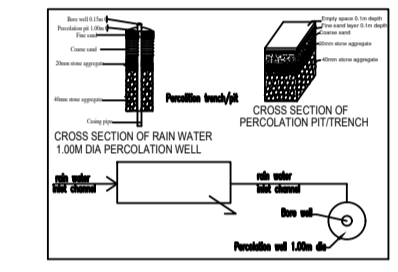 Bore well 0.15m
Percolation pit 1.00m
Fine sand
Coarse sand
20mm stone aggregate
40mm stone aggregate
Casing pipe
CROSS SECTION OF RAIN WATER
1.00M DIA PERCOLATION WELL
Percolition trench/pit
Empty space 0.1m depth
Fine sand layer 0.1m depth
Coarse sand
20mm stone aggregate
40mm stone aggregate
CROSS SECTION OF
PERCOLATION PIT/TRENCH
rain water
inlet channel
rain water
inlet channel
Bore well
Percolation well 1.00m dia